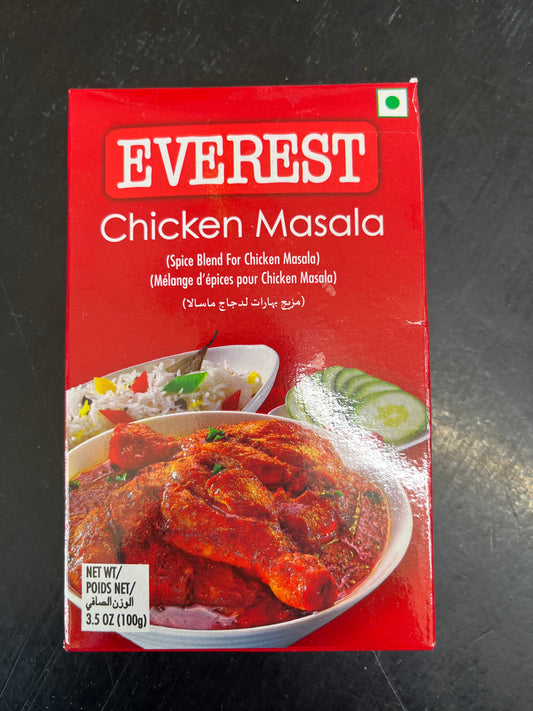 EVEREST
Chicken Masala
(Spice Blend For Chicken Masala)
(Mélange d'épices pour Chicken Masala)
(مزيج بهارات لدجاج ماسالا)
NET WT/
POIDS NET/
الوزن الصافي/
3.5 OZ (100g)